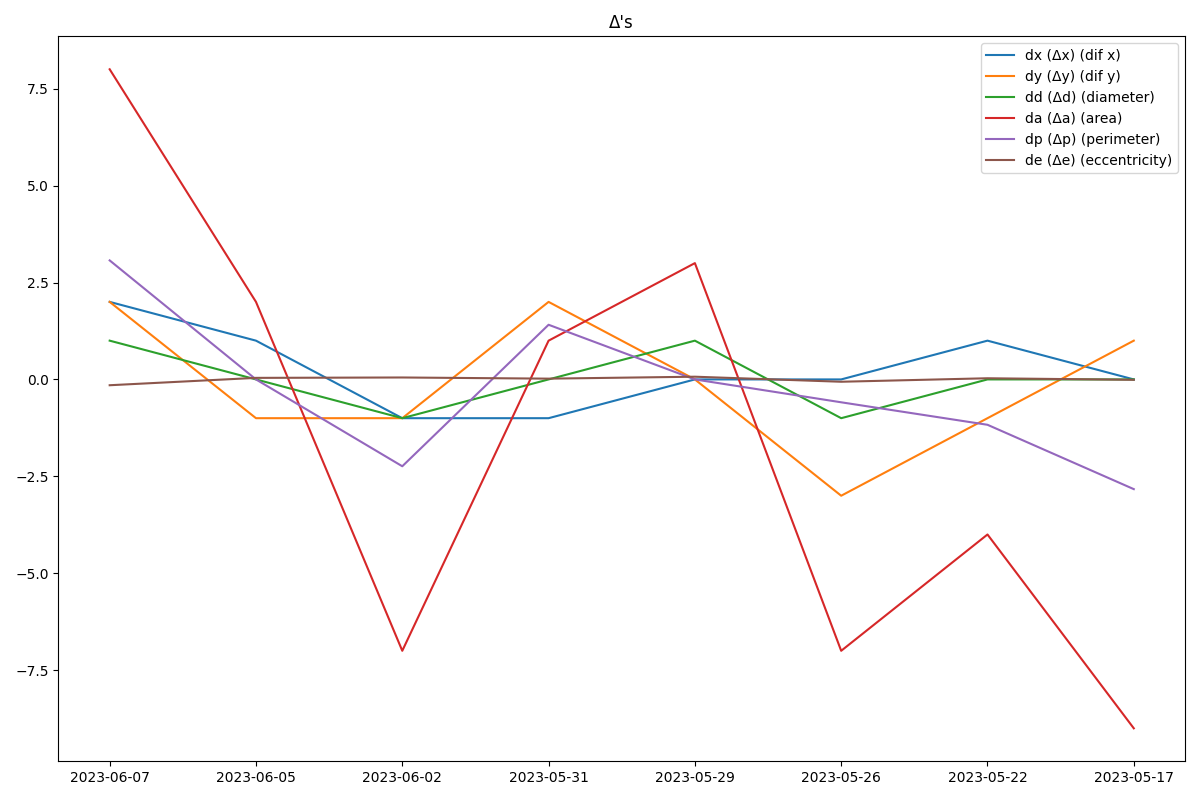 Δ's
dx (Δx) (dif x)
dy (Δy) (dif y)
dd (Δd) (diameter)
da (Δa) (area)
dp (Δp) (perimeter)
de (Δe) (eccentricity)
7.5
5.0
2.5
0.0
−2.5
−5.0
−7.5
2023-06-07 2023-06-05 2023-06-02 2023-05-31 2023-05-29 2023-05-26 2023-05-22 2023-05-17